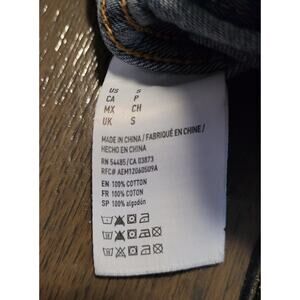 US S
CA P
MX CH
UK S
MADE IN CHINA / FABRIQUÉ EN CHINE /
HECHO EN CHINA
RN 54485/CA 03873
RFC# AEM12060509A
EN 100% COTTON
FR 100% COTON
SP 100% algodón